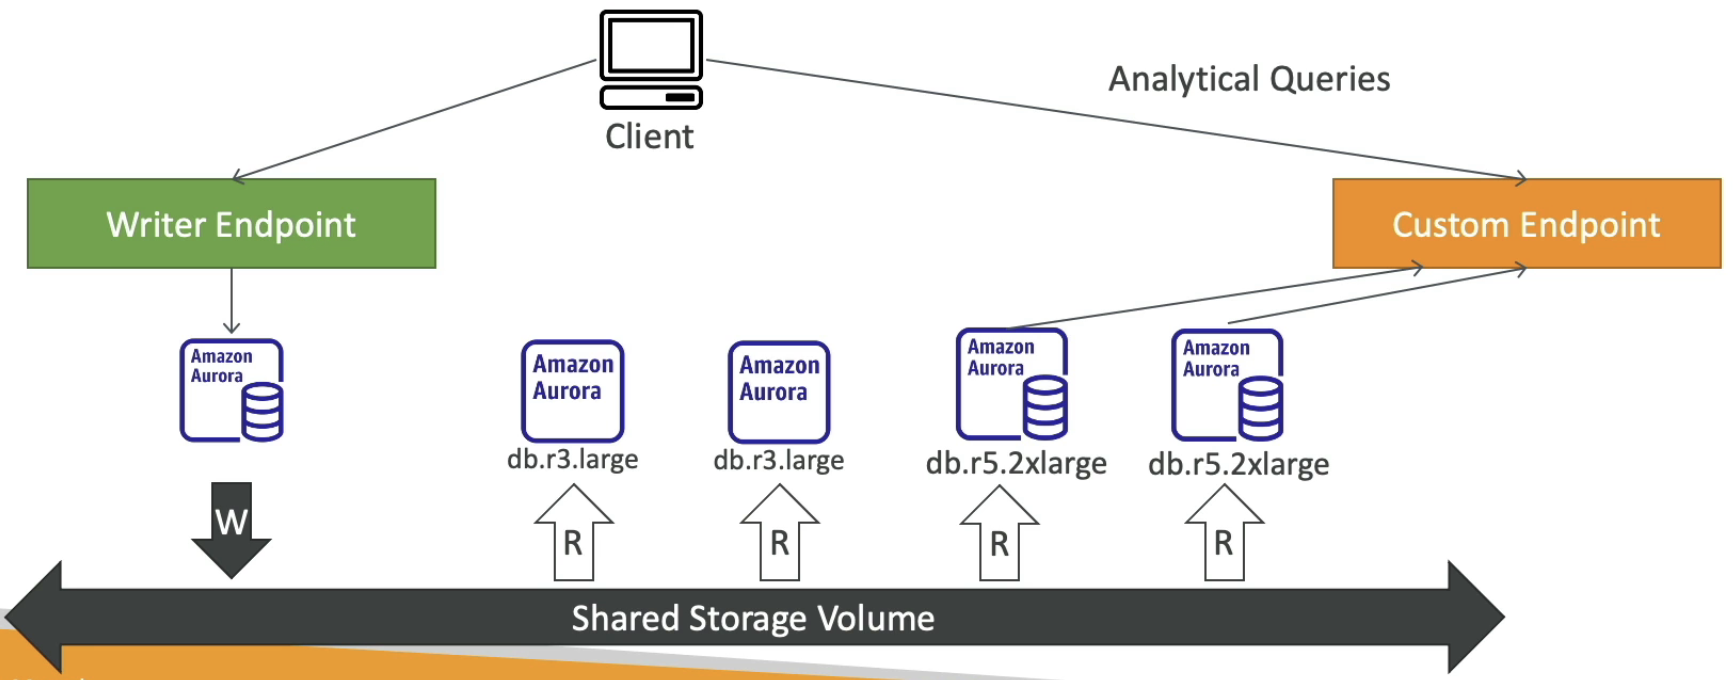 Client
Analytical Queries
Writer Endpoint
Custom Endpoint
Amazon
Aurora
Amazon
Aurora
db.r3.large
Amazon
Aurora
db.r3.large
Amazon
Aurora
db.r5.2xlarge
Amazon
Aurora
db.r5.2xlarge
W
R
R
R
R
Shared Storage Volume